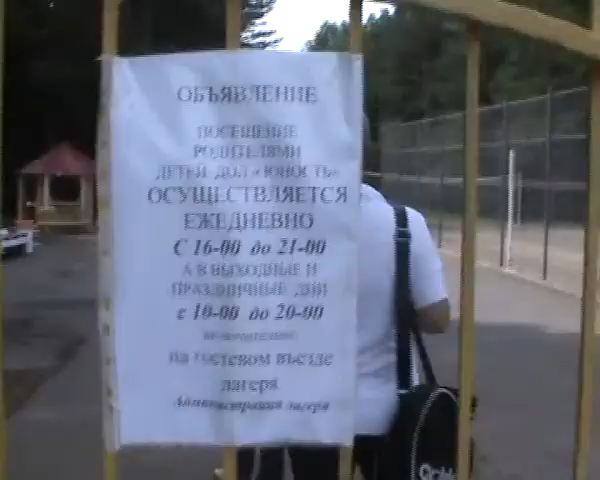 ОБЪЯВЛЕНИЕ
ПОСЕЩЕНИЕ
РОДИТЕЛЯМИ
ДЕТЕЙ ДОЛ «ЮНОСТЬ»
ОСУЩЕСТВЛЯЕТСЯ
ЕЖЕДНЕВНО
С 16-00 до 21-00
А В ВЫХОДНЫЕ И
ПРАЗДНИЧНЫЕ ДНИ
с 10-00 до 20-00
на гостевом въезде
лагеря
Администрация лагеря